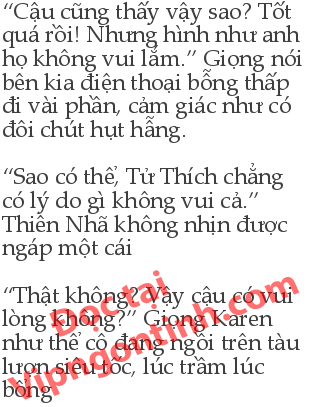 “Cậu cũng thấy vậy sao? Tốt
quá rồi! Nhưng hình như anh
họ không vui lắm.” Giọng nói
bên kia điện thoại bỗng thấp
đi vài phần, cảm giác như có
đôi chút hụt hẫng.
“Sao có thể, Tử Thích chẳng
có lý do gì không vui cả.”
Thiên Nhã không nhịn được
ngáp một cái
“Thật không? Vậy cậu có vui
lòng không?” Giọng Karen
như thể cô đang ngồi trên tàu
lượn siêu tốc, lúc trầm lúc
bổng
Doctai
Vipngontinh.com